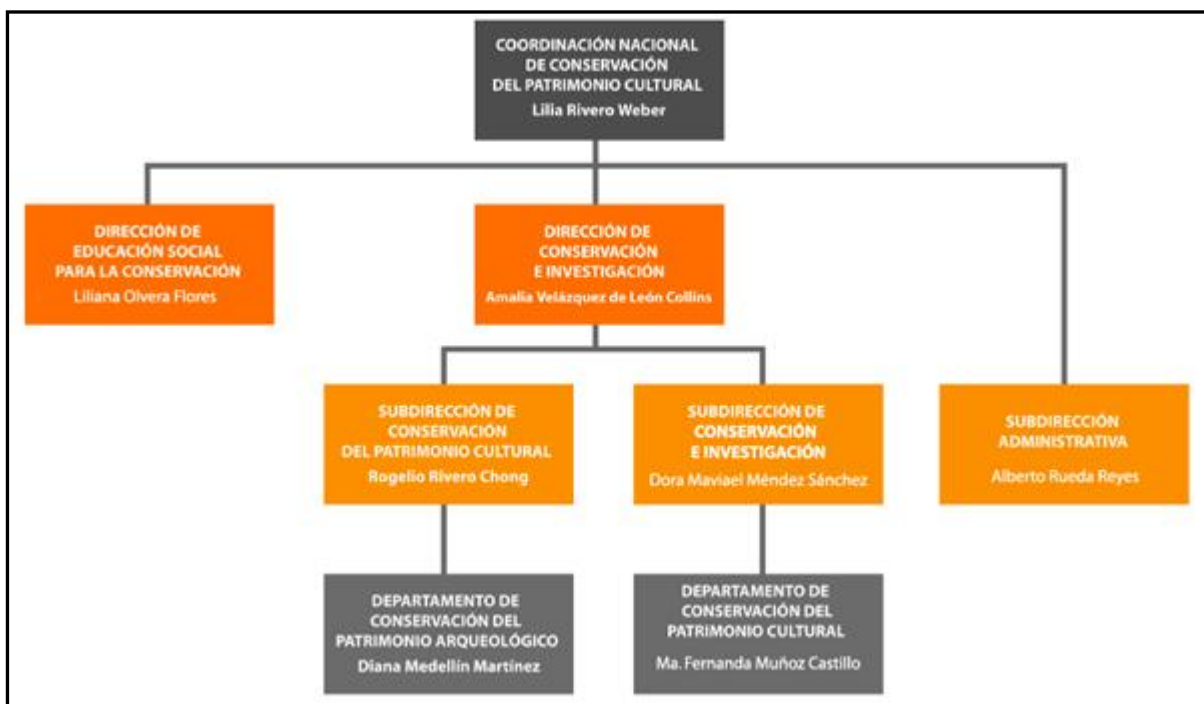 COORDINACIÓN NACIONAL
DE CONSERVACIÓN
DEL PATRIMONIO CULTURAL
Lilia Rivero Weber
DIRECCIÓN DE
EDUCACIÓN SOCIAL
PARA LA CONSERVACIÓN
Liliana Olvera Flores
DIRECCIÓN DE
CONSERVACIÓN
E INVESTIGACIÓN
Amalia Velázquez de León Collins
SUBDIRECCIÓN DE
CONSERVACIÓN
DEL PATRIMONIO CULTURAL
Rogelio Rivero Chong
SUBDIRECCIÓN DE
CONSERVACIÓN
E INVESTIGACIÓN
Dora Maviael Méndez Sánchez
SUBDIRECCIÓN
ADMINISTRATIVA
Alberto Rueda Reyes
DEPARTAMENTO DE
CONSERVACIÓN DEL
PATRIMONIO ARQUEOLÓGICO
Diana Medellín Martínez
DEPARTAMENTO DE
CONSERVACIÓN DEL
PATRIMONIO CULTURAL
Ma. Fernanda Muñoz Castillo